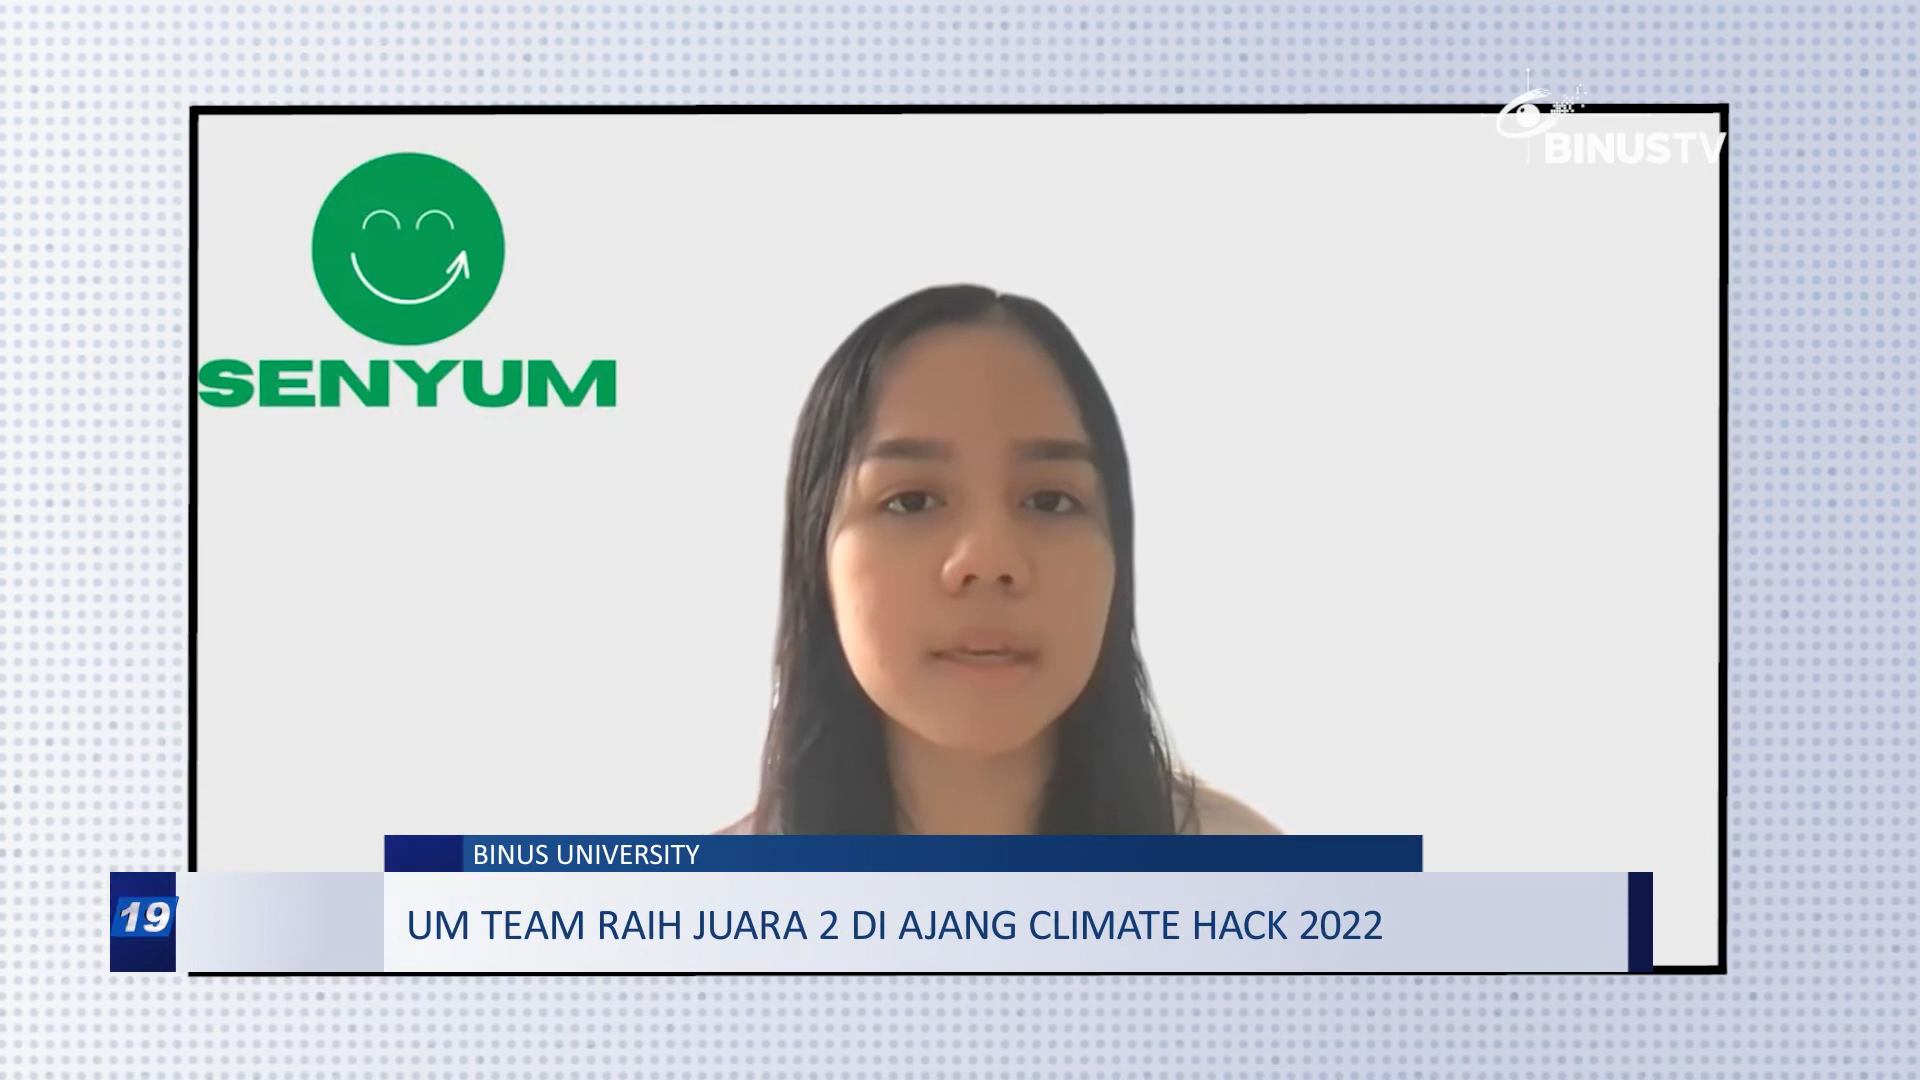 BINUSTV
SENYUM
BINUS UNIVERSITY
19
UM TEAM RAIH JUARA 2 DI AJANG CLIMATE HACK 2022